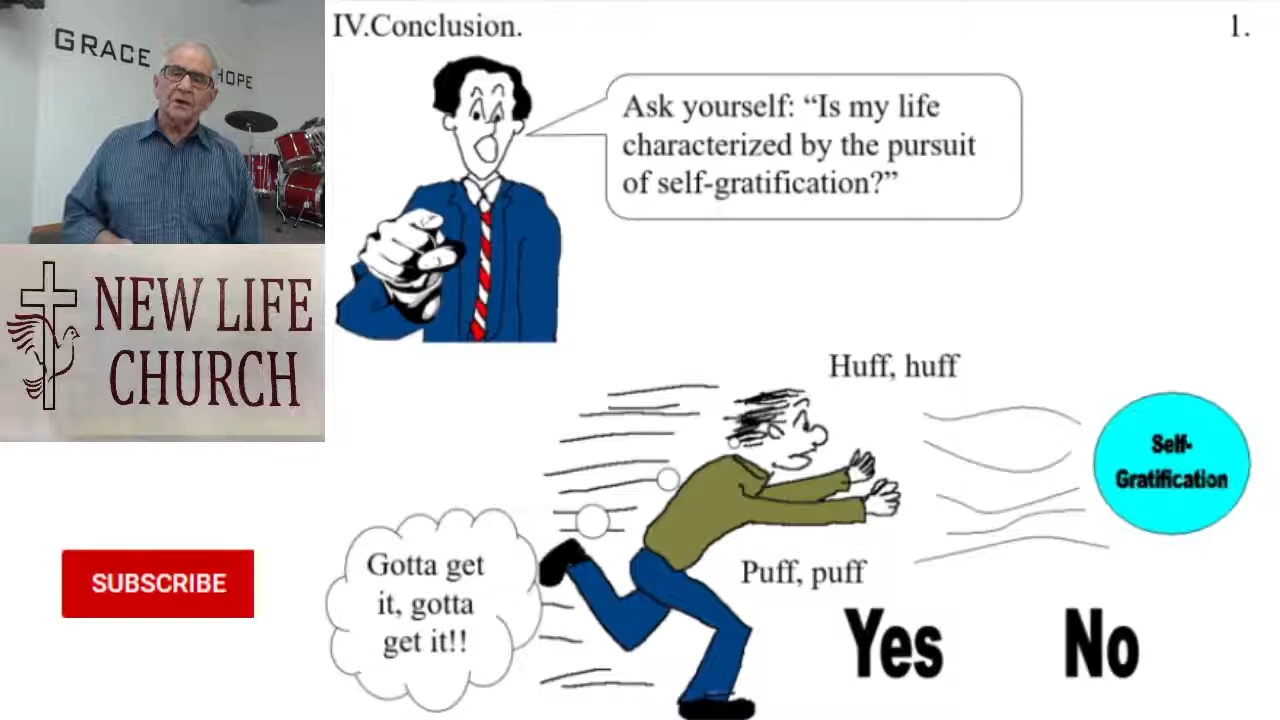 GRACE HOPE
NEW LIFE
CHURCH
SUBSCRIBE
IV.Conclusion.
1.
Ask yourself: “Is my life
characterized by the pursuit
of self-gratification?”
Huff, huff
Self-
Gratification
Gotta get
it, gotta
get it!!
Puff, puff
Yes No